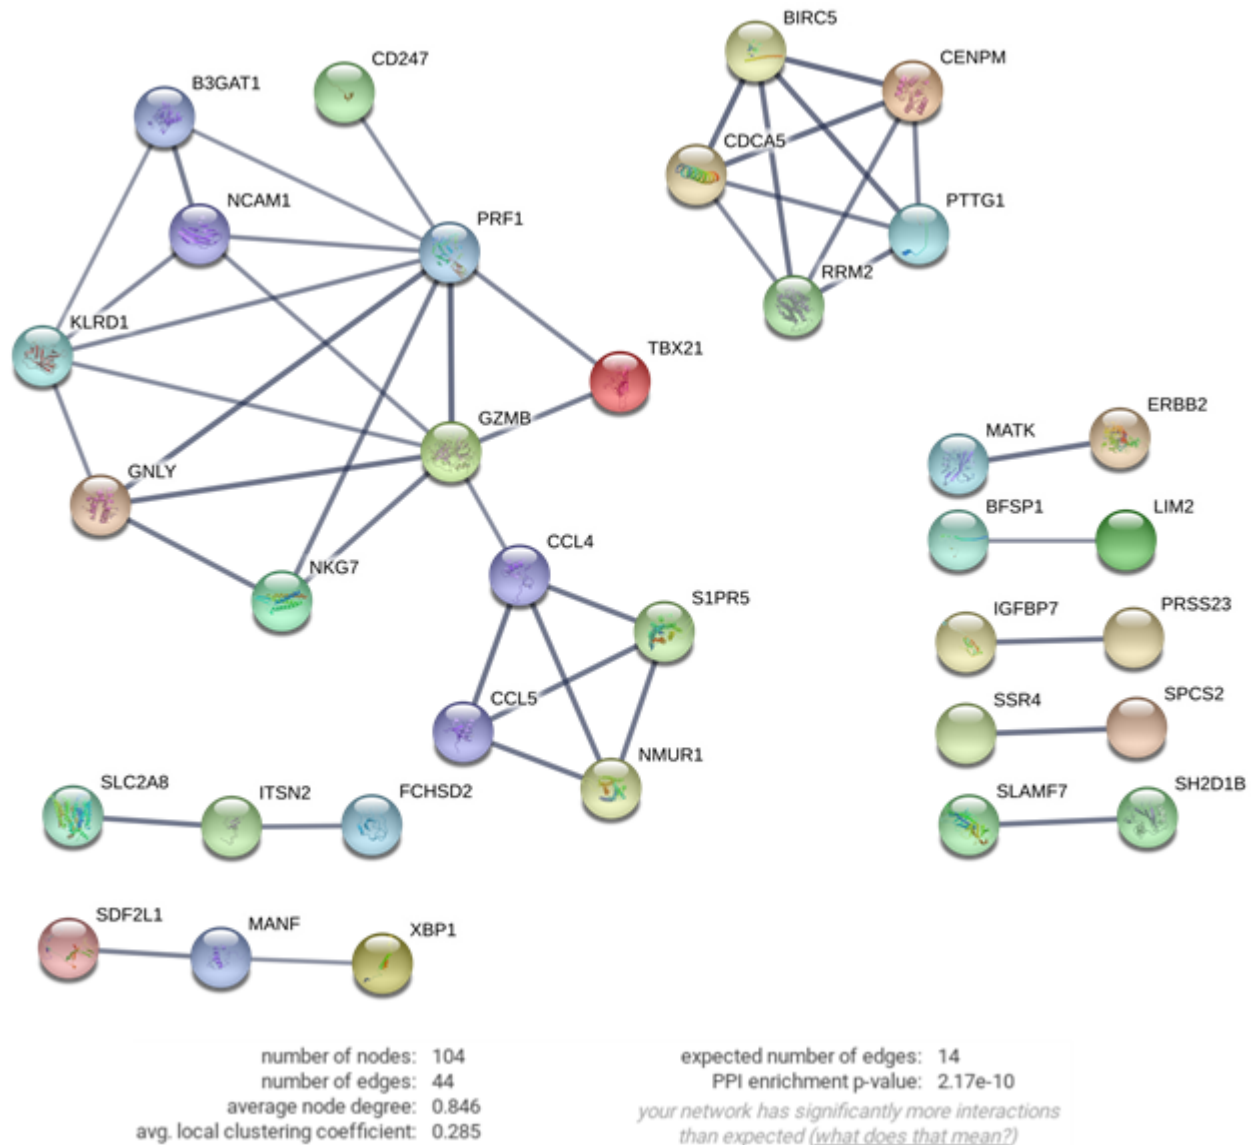 BIRC5
CD247
CENPM
B3GAT1
CDCA5
NCAM1
PTTG1
PRF1
RRM2
KLRD1
TBX21
ERBB2
GZMB
MATK
GNLY
BFSP1
LIM2
CCL4
NKG7
S1PR5
IGFBP7
PRSS23
CCL5
SSR4
SPCS2
NMUR1
SLC2A8
ITSN2
FCHSD2
SLAMF7
SH2D1B
SDF2L1
MANF
XBP1
number of nodes: 104
number of edges: 44
average node degree: 0.846
avg. local clustering coefficient: 0.285
expected number of edges: 14
PPI enrichment p-value: 2.17e-10
your network has significantly more interactions
than expected (what does that mean?)